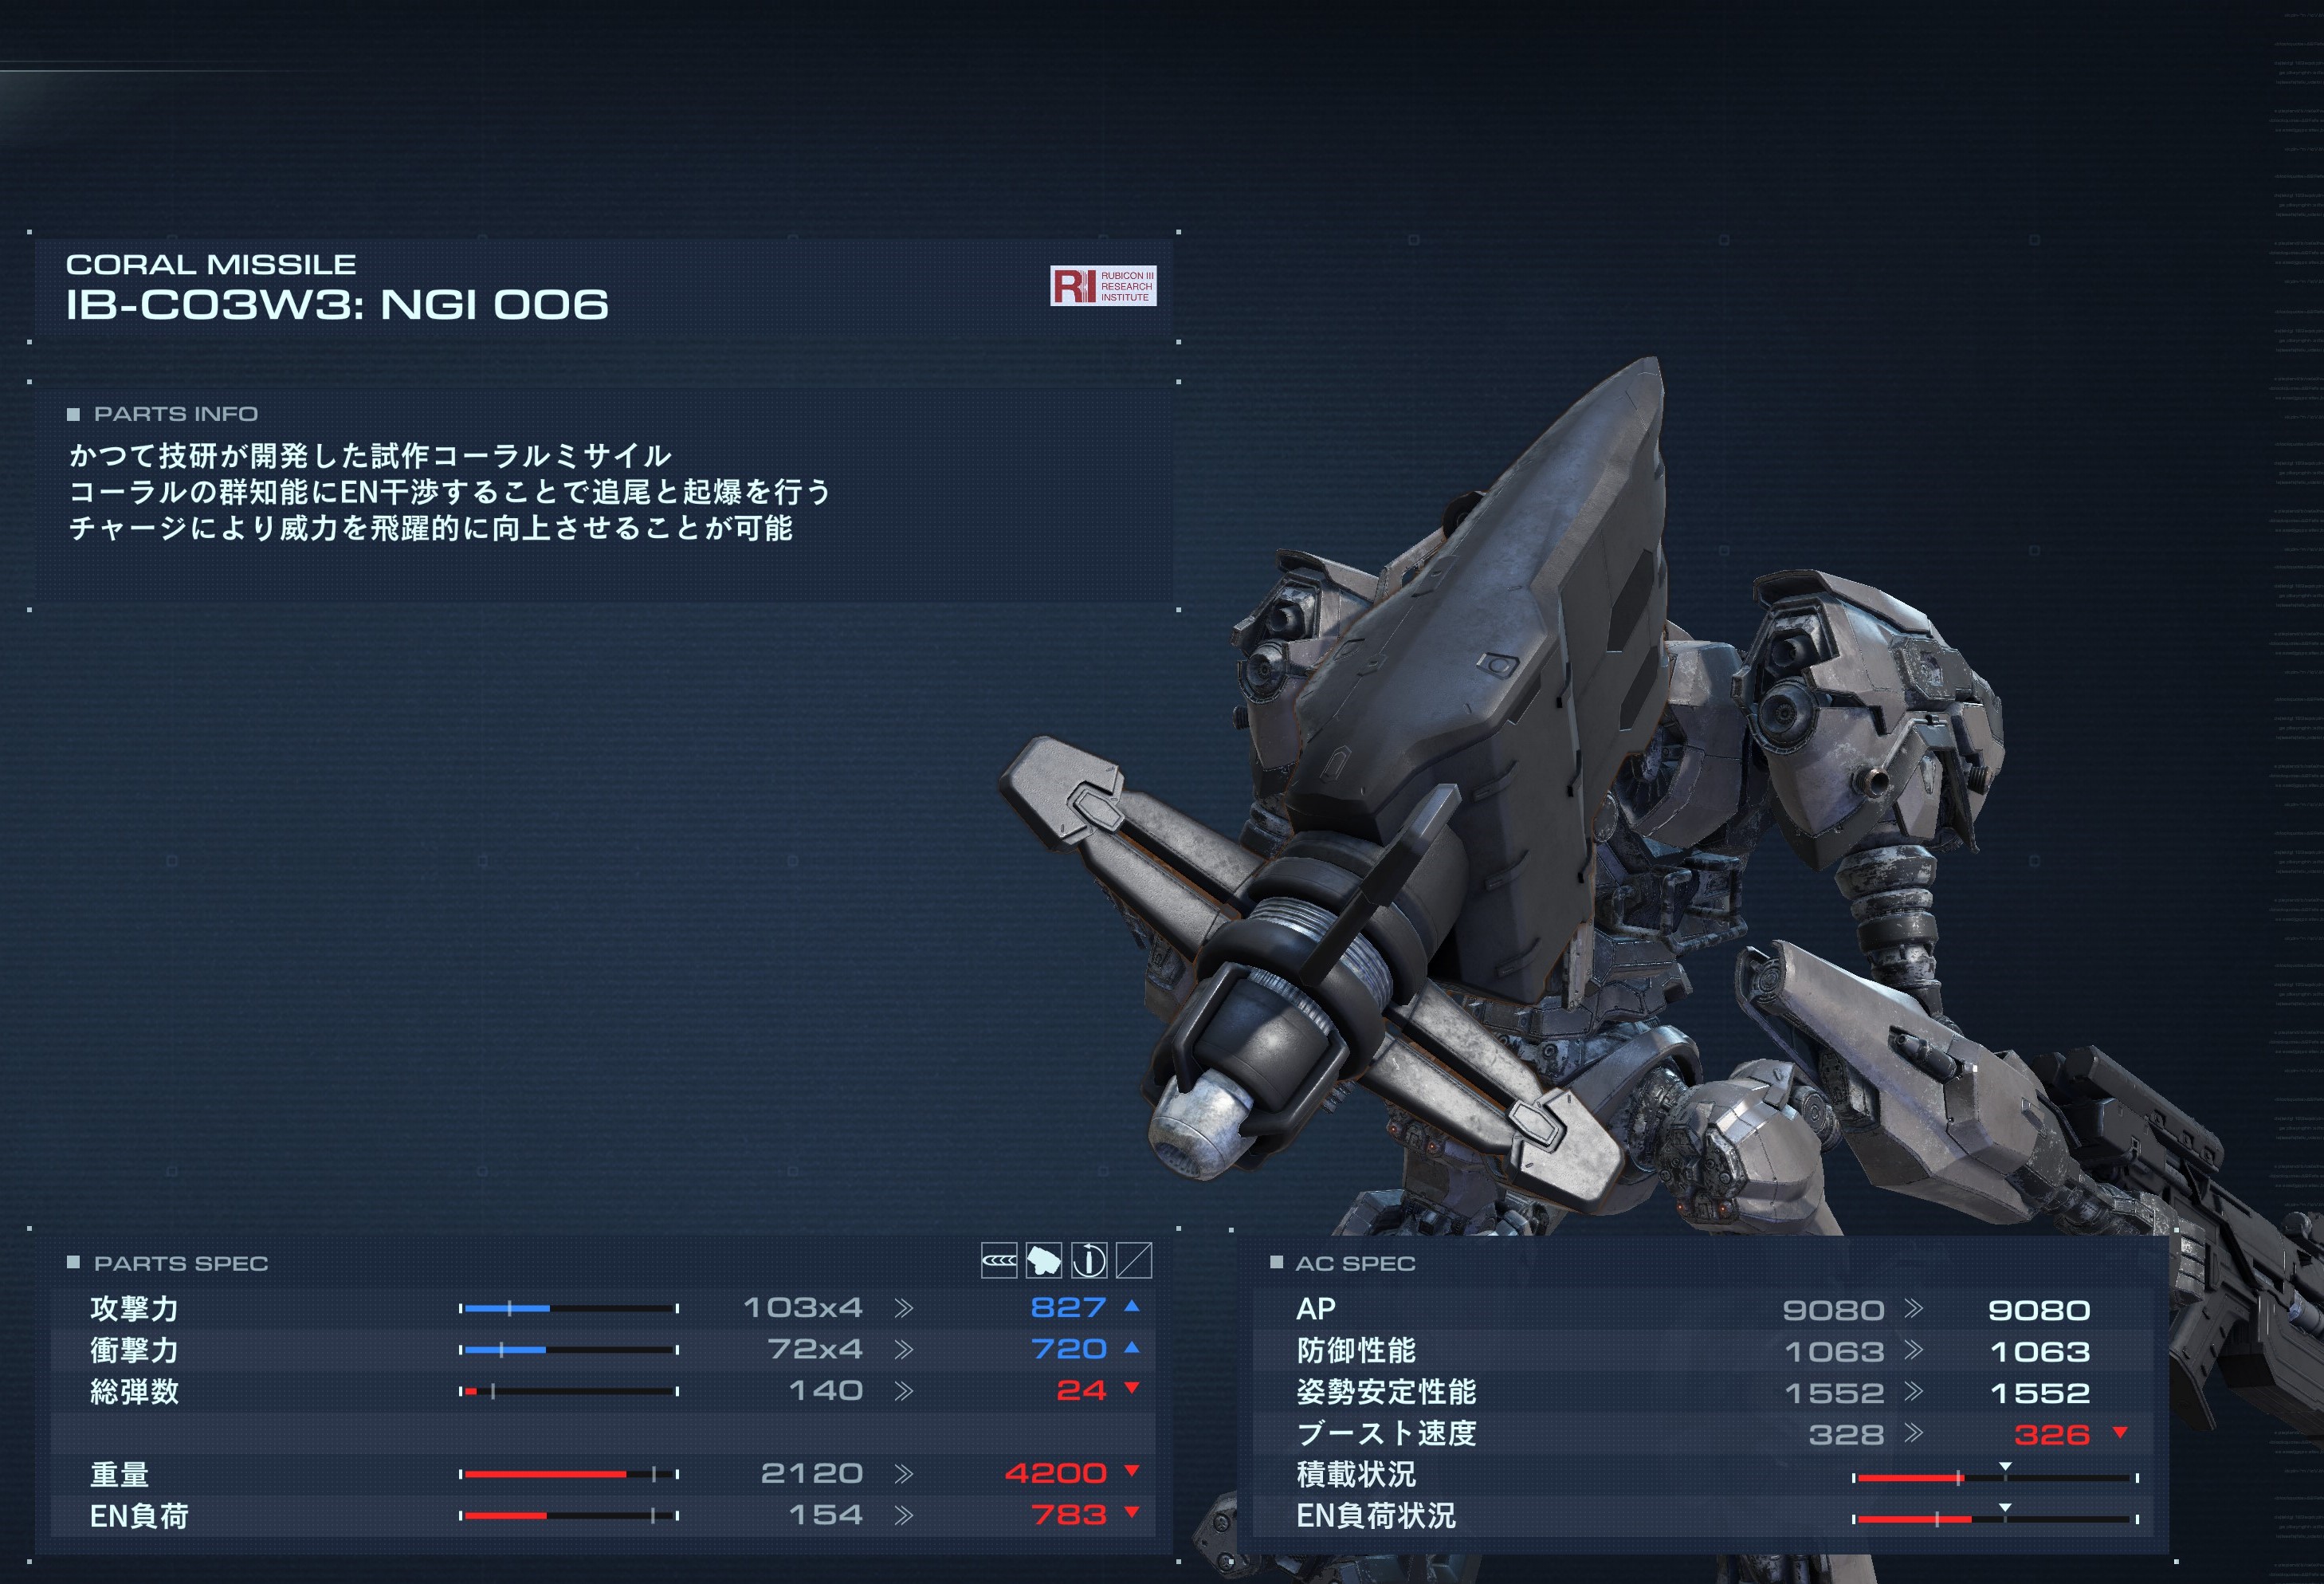 CORAL MISSILE
IB-C03W3: NGI 006
RI RUBICON III
RESEARCH
INSTITUTE
PARTS INFO
かつて技研が開発した試作コーラルミサイル
コーラルの群知能にEN干渉することで追尾と起爆を行う
チャージにより威力を飛躍的に向上させることが可能
PARTS SPEC
攻撃力 103x4 827
衝撃力 72x4 720
総弾数 140 24
重量 2120 4200
EN負荷 154 783
AC SPEC
AP 9080 9080
防御性能 1063 1063
姿勢安定性能 1552 1552
ブースト速度 328 326
積載状況
EN負荷状況